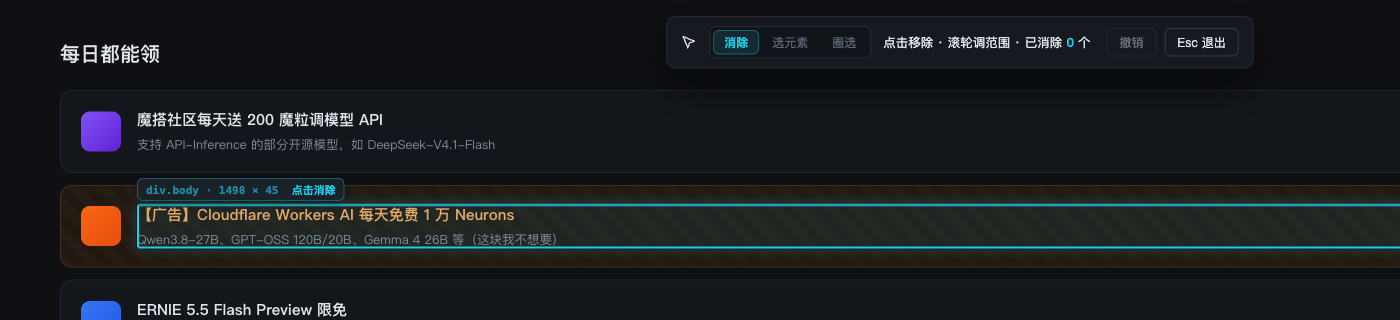 每日都能领
消除 选元素 圈选 点击移除 · 滚轮调范围 · 已消除 0 个 撤销 Esc 退出
魔搭社区每天送 200 魔粒调模型 API
支持 API-Inference 的部分开源模型，如 DeepSeek-V4.1-Flash
div.body · 1498 × 45 点击消除
【广告】Cloudflare Workers AI 每天免费 1 万 Neurons
Qwen3.8-27B、GPT-OSS 120B/20B、Gemma 4 26B 等（这块我不想要）
ERNIE 5.5 Flash Preview 限免